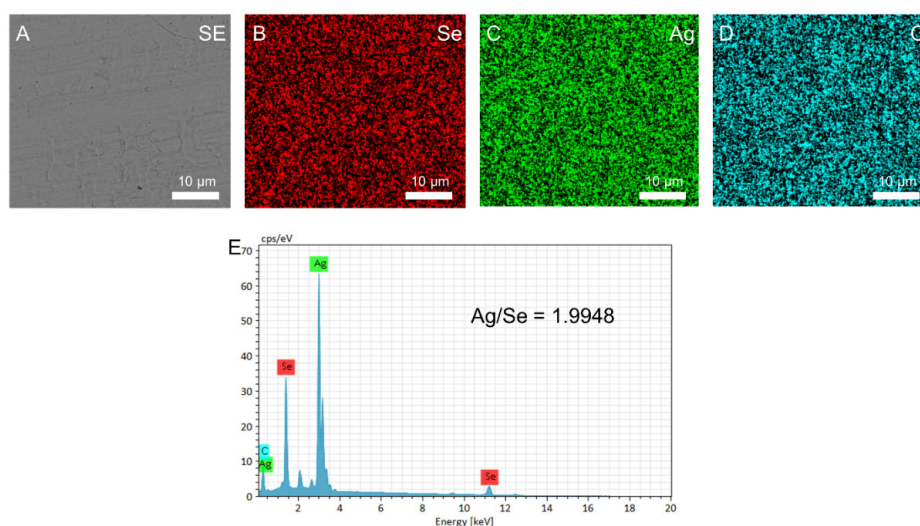 A SE
B Se
C Ag
D C
10 µm
10 µm
10 µm
10 µm
E
cps/eV
70
60
50
40
30
20
10
0
Ag
Se
C
Ag
Se
Ag/Se = 1.9948
0 2 4 6 8 10 12 14 16 18 20
Energy [keV]